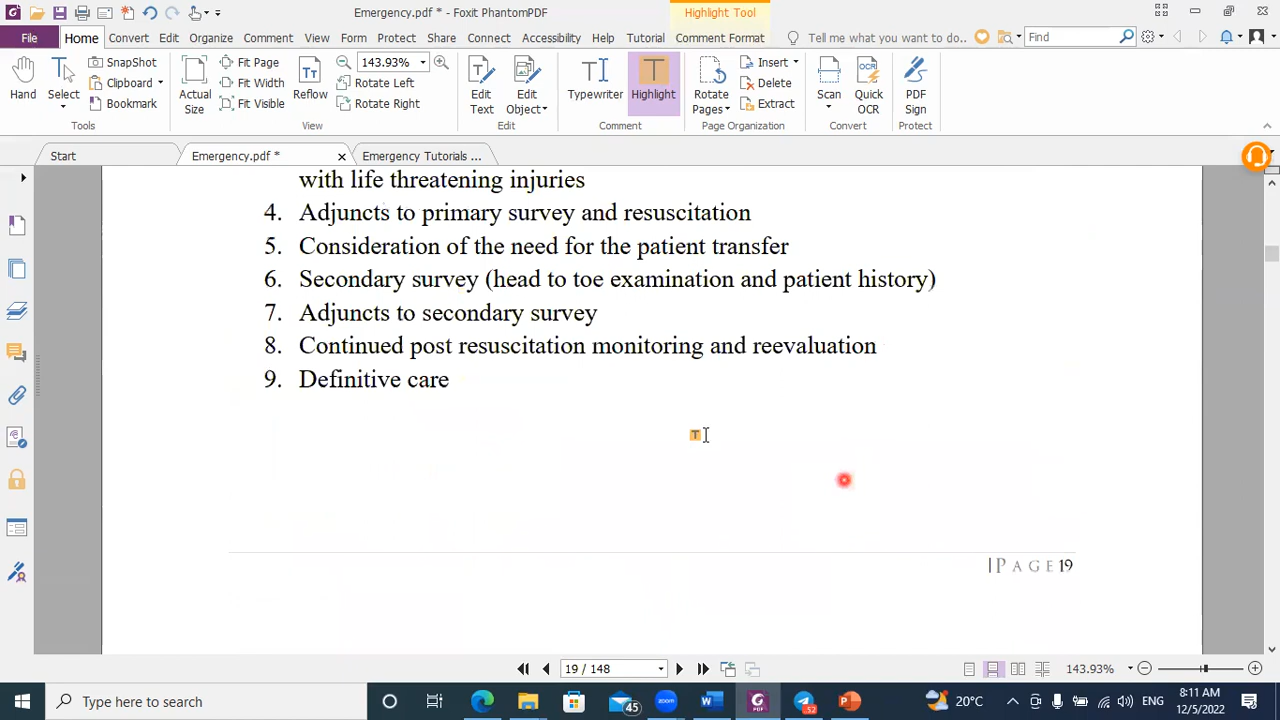 Emergency.pdf * - Foxit PhantomPDF
Highlight Tool
File Home Convert Edit Organize Comment View Form Protect Share Connect Accessibility Help Tutorial Comment Format Tell me what you want to do... Find
Hand
Select
SnapShot
Clipboard
Bookmark
Tools
Actual Size
Fit Page
Fit Width
Fit Visible
Reflow
143.93%
Rotate Left
Rotate Right
View
Edit Text
Edit Object
Edit
Typewriter
Highlight
Comment
Rotate Pages
Insert
Delete
Extract
Page Organization
Scan
Quick OCR
Convert
PDF Sign
Protect
Start
Emergency.pdf *
Emergency Tutorials ...
with life threatening injuries
4. Adjuncts to primary survey and resuscitation
5. Consideration of the need for the patient transfer
6. Secondary survey (head to toe examination and patient history)
7. Adjuncts to secondary survey
8. Continued post resuscitation monitoring and reevaluation
9. Definitive care
| PAGE 19
19 / 148
143.93%
Type here to search
45
zoom
W
PDF
52
P
20°C
ENG
8:11 AM
12/5/2022